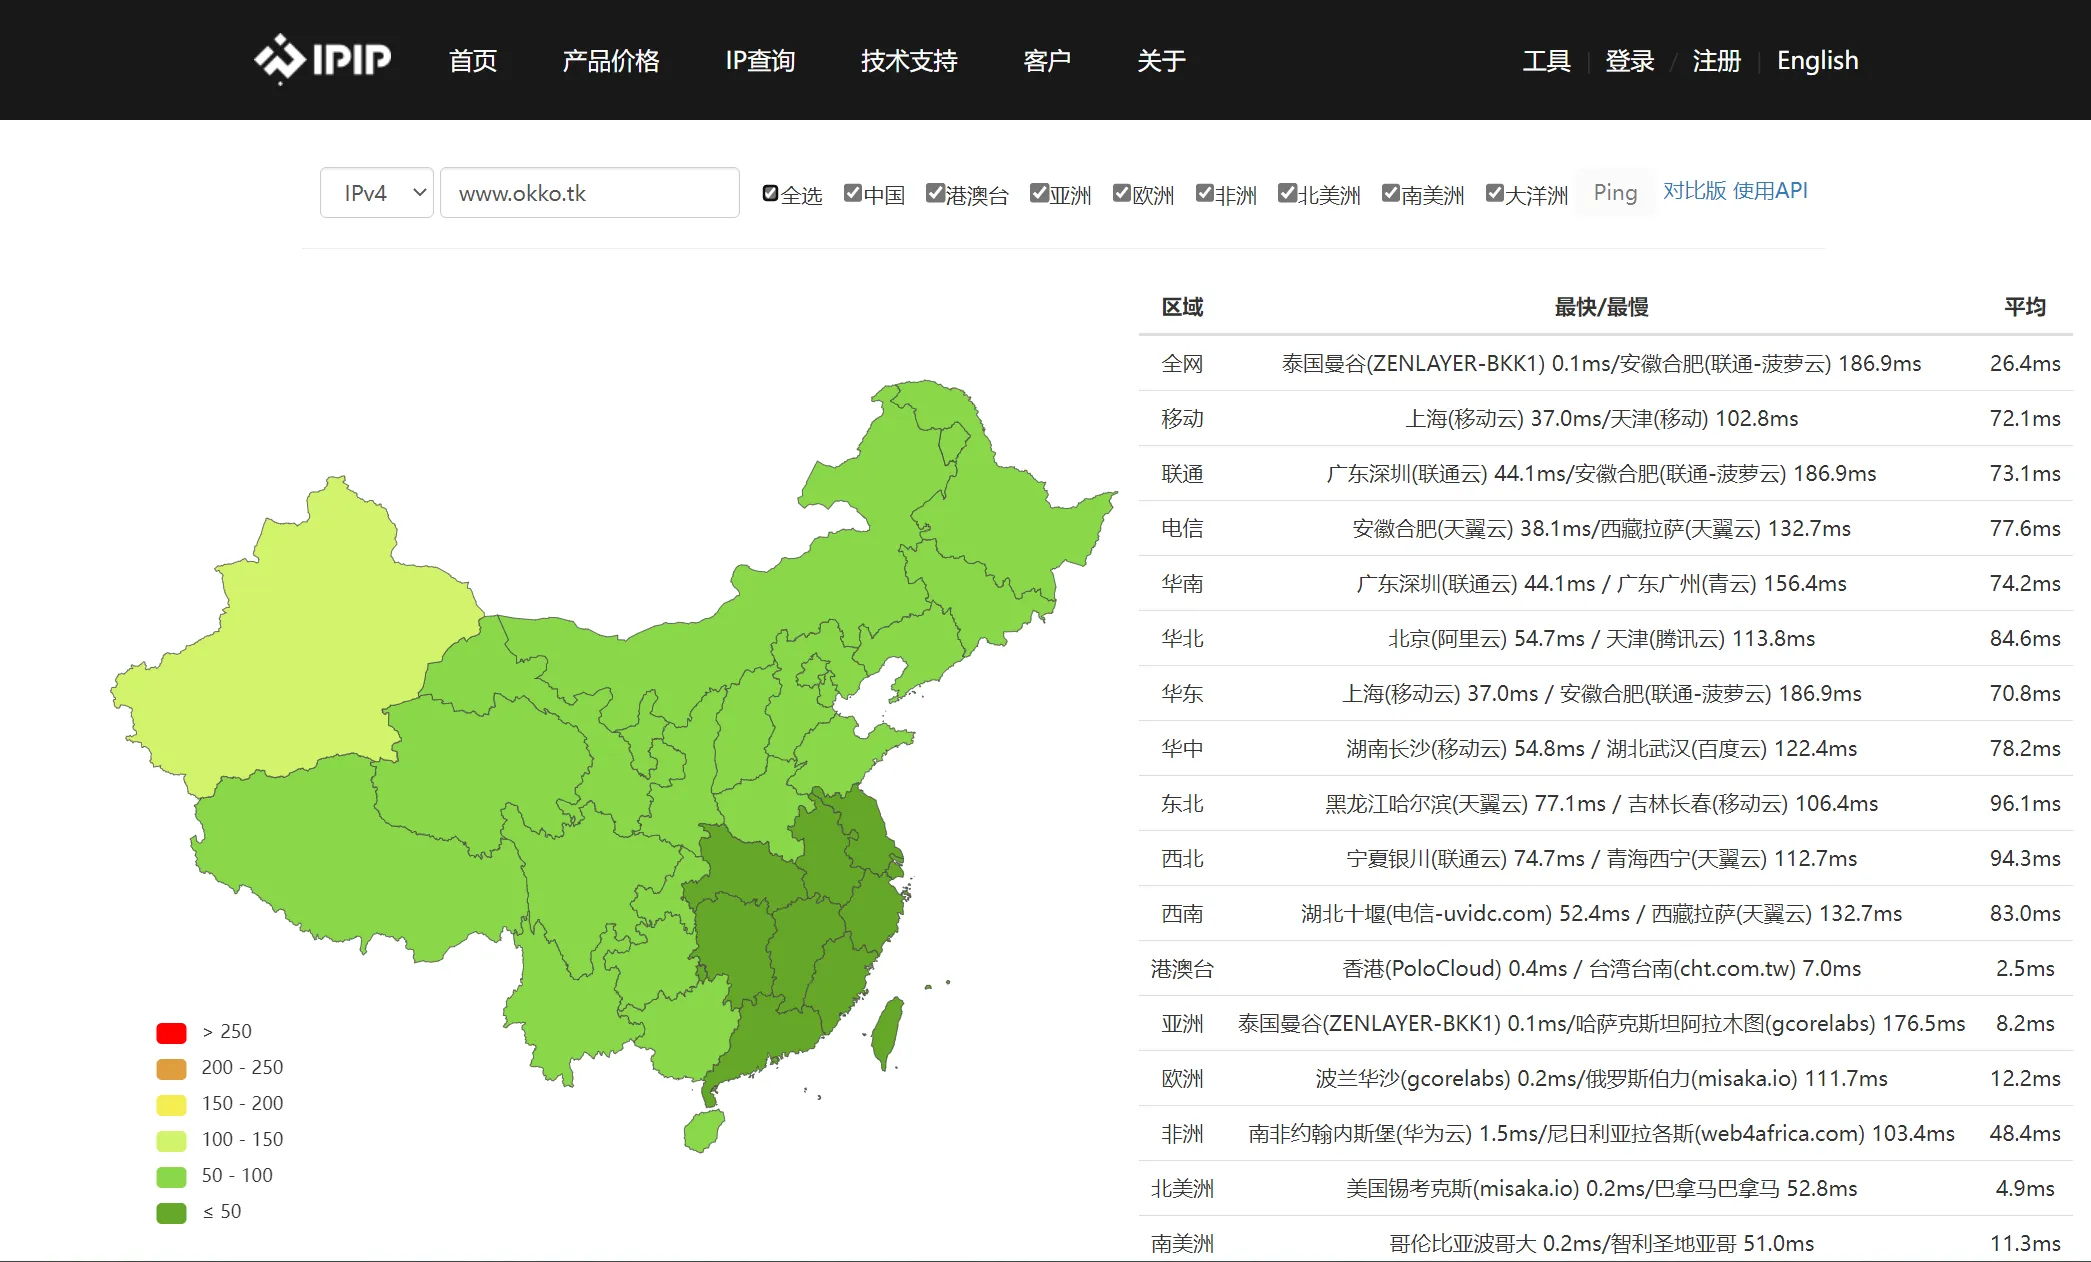 IPIP 首页 产品价格 IP查询 技术支持 客户 关于 工具 登录 / 注册 English
IPv4 www.okko.tk 全选 中国 港澳台 亚洲 欧洲 非洲 北美洲 南美洲 大洋洲 Ping 对比版 使用API
区域 最快/最慢 平均
全网 泰国曼谷(ZENLAYER-BKK1) 0.1ms/安徽合肥(联通-菠萝云) 186.9ms 26.4ms
移动 上海(移动云) 37.0ms/天津(移动) 102.8ms 72.1ms
联通 广东深圳(联通云) 44.1ms/安徽合肥(联通-菠萝云) 186.9ms 73.1ms
电信 安徽合肥(天翼云) 38.1ms/西藏拉萨(天翼云) 132.7ms 77.6ms
华南 广东深圳(联通云) 44.1ms / 广东广州(青云) 156.4ms 74.2ms
华北 北京(阿里云) 54.7ms / 天津(腾讯云) 113.8ms 84.6ms
华东 上海(移动云) 37.0ms / 安徽合肥(联通-菠萝云) 186.9ms 70.8ms
华中 湖南长沙(移动云) 54.8ms / 湖北武汉(百度云) 122.4ms 78.2ms
东北 黑龙江哈尔滨(天翼云) 77.1ms / 吉林长春(移动云) 106.4ms 96.1ms
西北 宁夏银川(联通云) 74.7ms / 青海西宁(天翼云) 112.7ms 94.3ms
西南 湖北十堰(电信-uvidc.com) 52.4ms / 西藏拉萨(天翼云) 132.7ms 83.0ms
港澳台 香港(PoloCloud) 0.4ms / 台湾台南(cht.com.tw) 7.0ms 2.5ms
亚洲 泰国曼谷(ZENLAYER-BKK1) 0.1ms/哈萨克斯坦阿拉木图(gcorelabs) 176.5ms 8.2ms
欧洲 波兰华沙(gcorelabs) 0.2ms/俄罗斯伯力(misaka.io) 111.7ms 12.2ms
非洲 南非约翰内斯堡(华为云) 1.5ms/尼日利亚拉各斯(web4africa.com) 103.4ms 48.4ms
北美洲 美国锡考克斯(misaka.io) 0.2ms/巴拿马巴拿马 52.8ms 4.9ms
南美洲 哥伦比亚波哥大 0.2ms/智利圣地亚哥 51.0ms 11.3ms
> 250
200 - 250
150 - 200
100 - 150
50 - 100
≤ 50